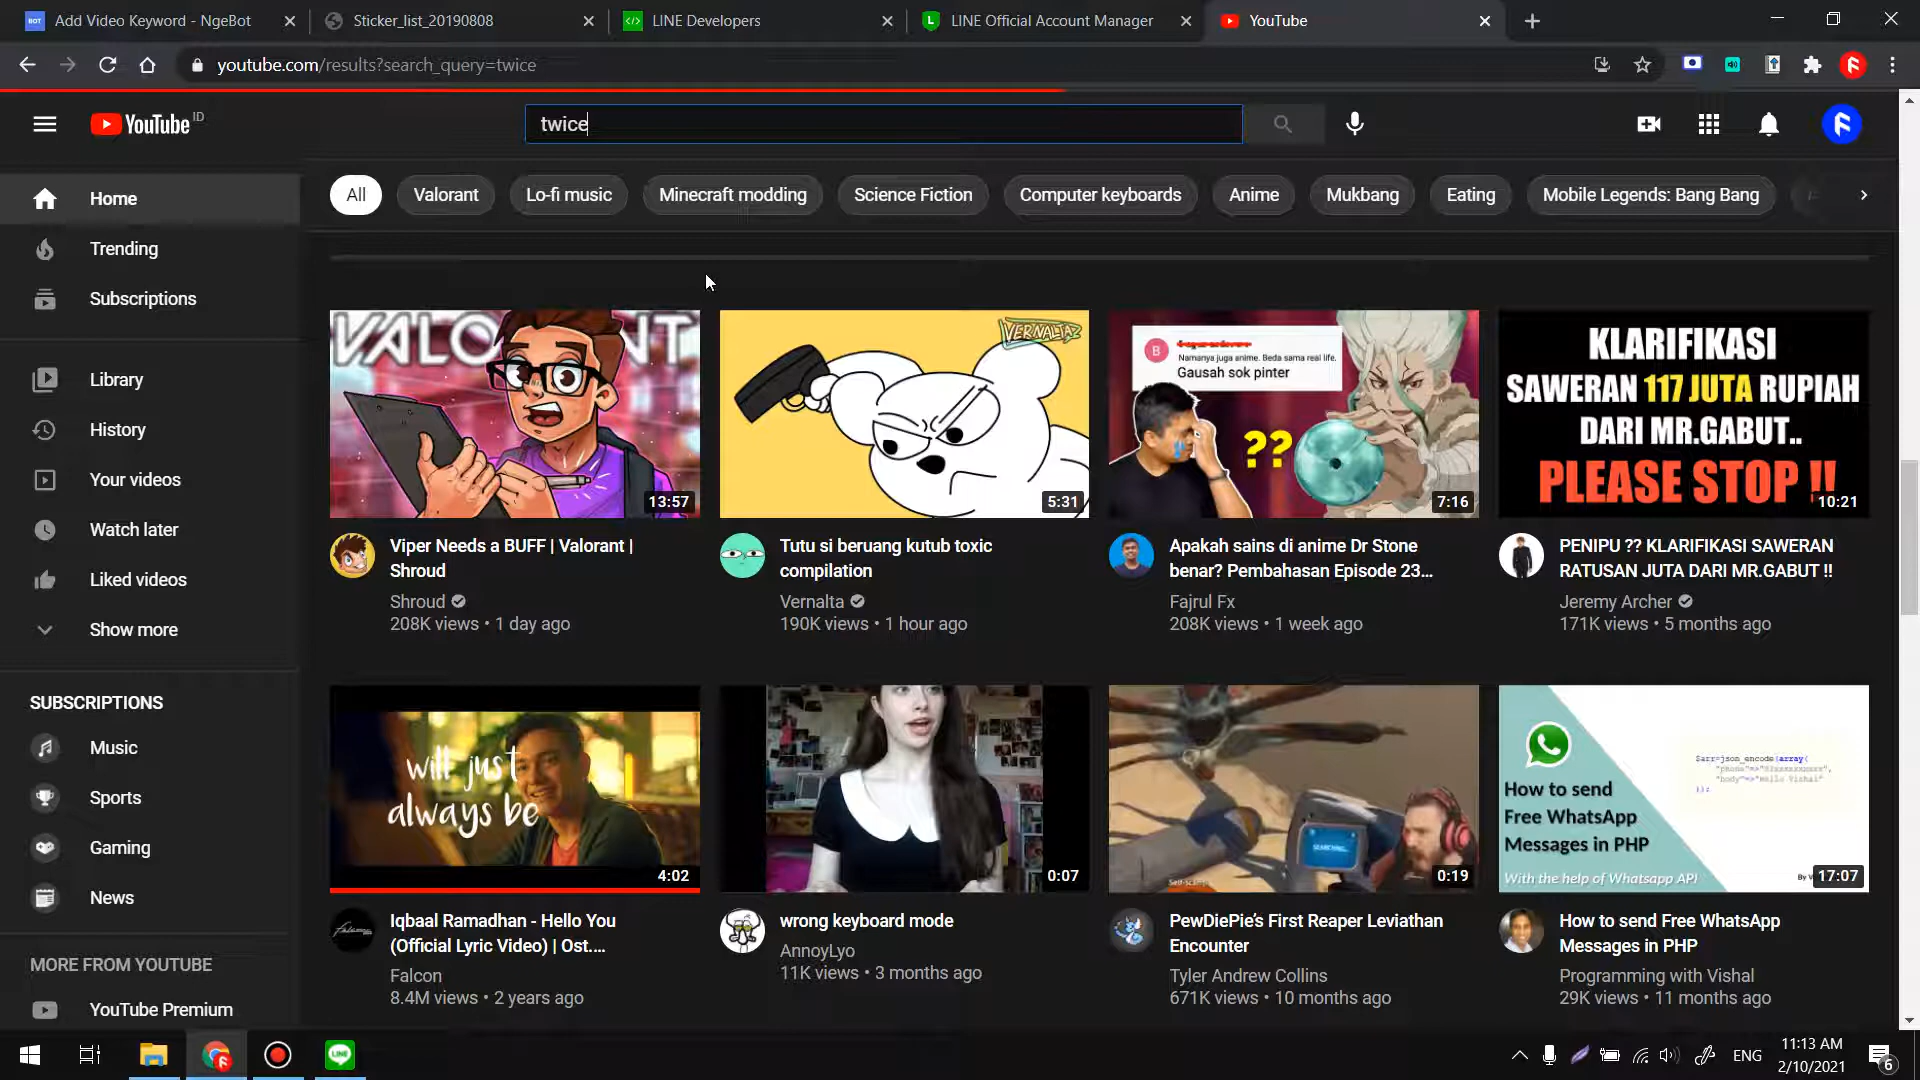 Add Video Keyword - NgeBot
Sticker_list_20190808
LINE Developers
LINE Official Account Manager
YouTube
youtube.com/results?search_query=twice
YouTube ID
twice
All
Valorant
Lo-fi music
Minecraft modding
Science Fiction
Computer keyboards
Anime
Mukbang
Eating
Mobile Legends: Bang Bang
Home
Trending
Subscriptions
Library
History
Your videos
Watch later
Liked videos
Show more
SUBSCRIPTIONS
Music
Sports
Gaming
News
MORE FROM YOUTUBE
YouTube Premium
13:57
VERNALTA
5:31
B
Namanya juga anime. Beda sama real life.
Gausah sok pinter
??
7:16
KLARIFIKASI
SAWERAN 117 JUTA RUPIAH
DARI MR.GABUT..
PLEASE STOP !!
10:21
Viper Needs a BUFF | Valorant |
Shroud
Shroud
208K views • 1 day ago
Tutu si beruang kutub toxic
compilation
Vernalta
190K views • 1 hour ago
Apakah sains di anime Dr Stone
benar? Pembahasan Episode 23...
Fajrul Fx
208K views • 1 week ago
PENIPU ?? KLARIFIKASI SAWERAN
RATUSAN JUTA DARI MR.GABUT !!
Jeremy Archer
171K views • 5 months ago
will just
always be
4:02
0:07
SEARCHING...
0:19
$arr=json_encode(array(
How to send
Free WhatsApp
Messages in PHP
With the help of Whatsapp API
By V
17:07
Iqbaal Ramadhan - Hello You
(Official Lyric Video) | Ost....
Falcon
8.4M views • 2 years ago
wrong keyboard mode
AnnoyLyo
11K views • 3 months ago
PewDiePie's First Reaper Leviathan
Encounter
Tyler Andrew Collins
671K views • 10 months ago
How to send Free WhatsApp
Messages in PHP
Programming with Vishal
29K views • 11 months ago
LINE
ENG
11:13 AM
2/10/2021
6